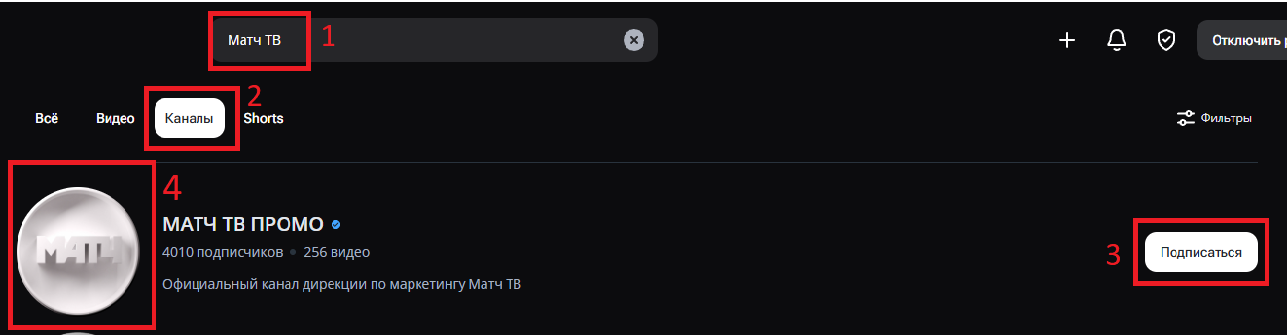 Матч ТВ
1
Отключить р
2
Всё Видео Каналы Shorts
Фильтры
4
МАТЧ
МАТЧ ТВ ПРОМО
4010 подписчиков • 256 видео
3
Подписаться
Официальный канал дирекции по маркетингу Матч ТВ